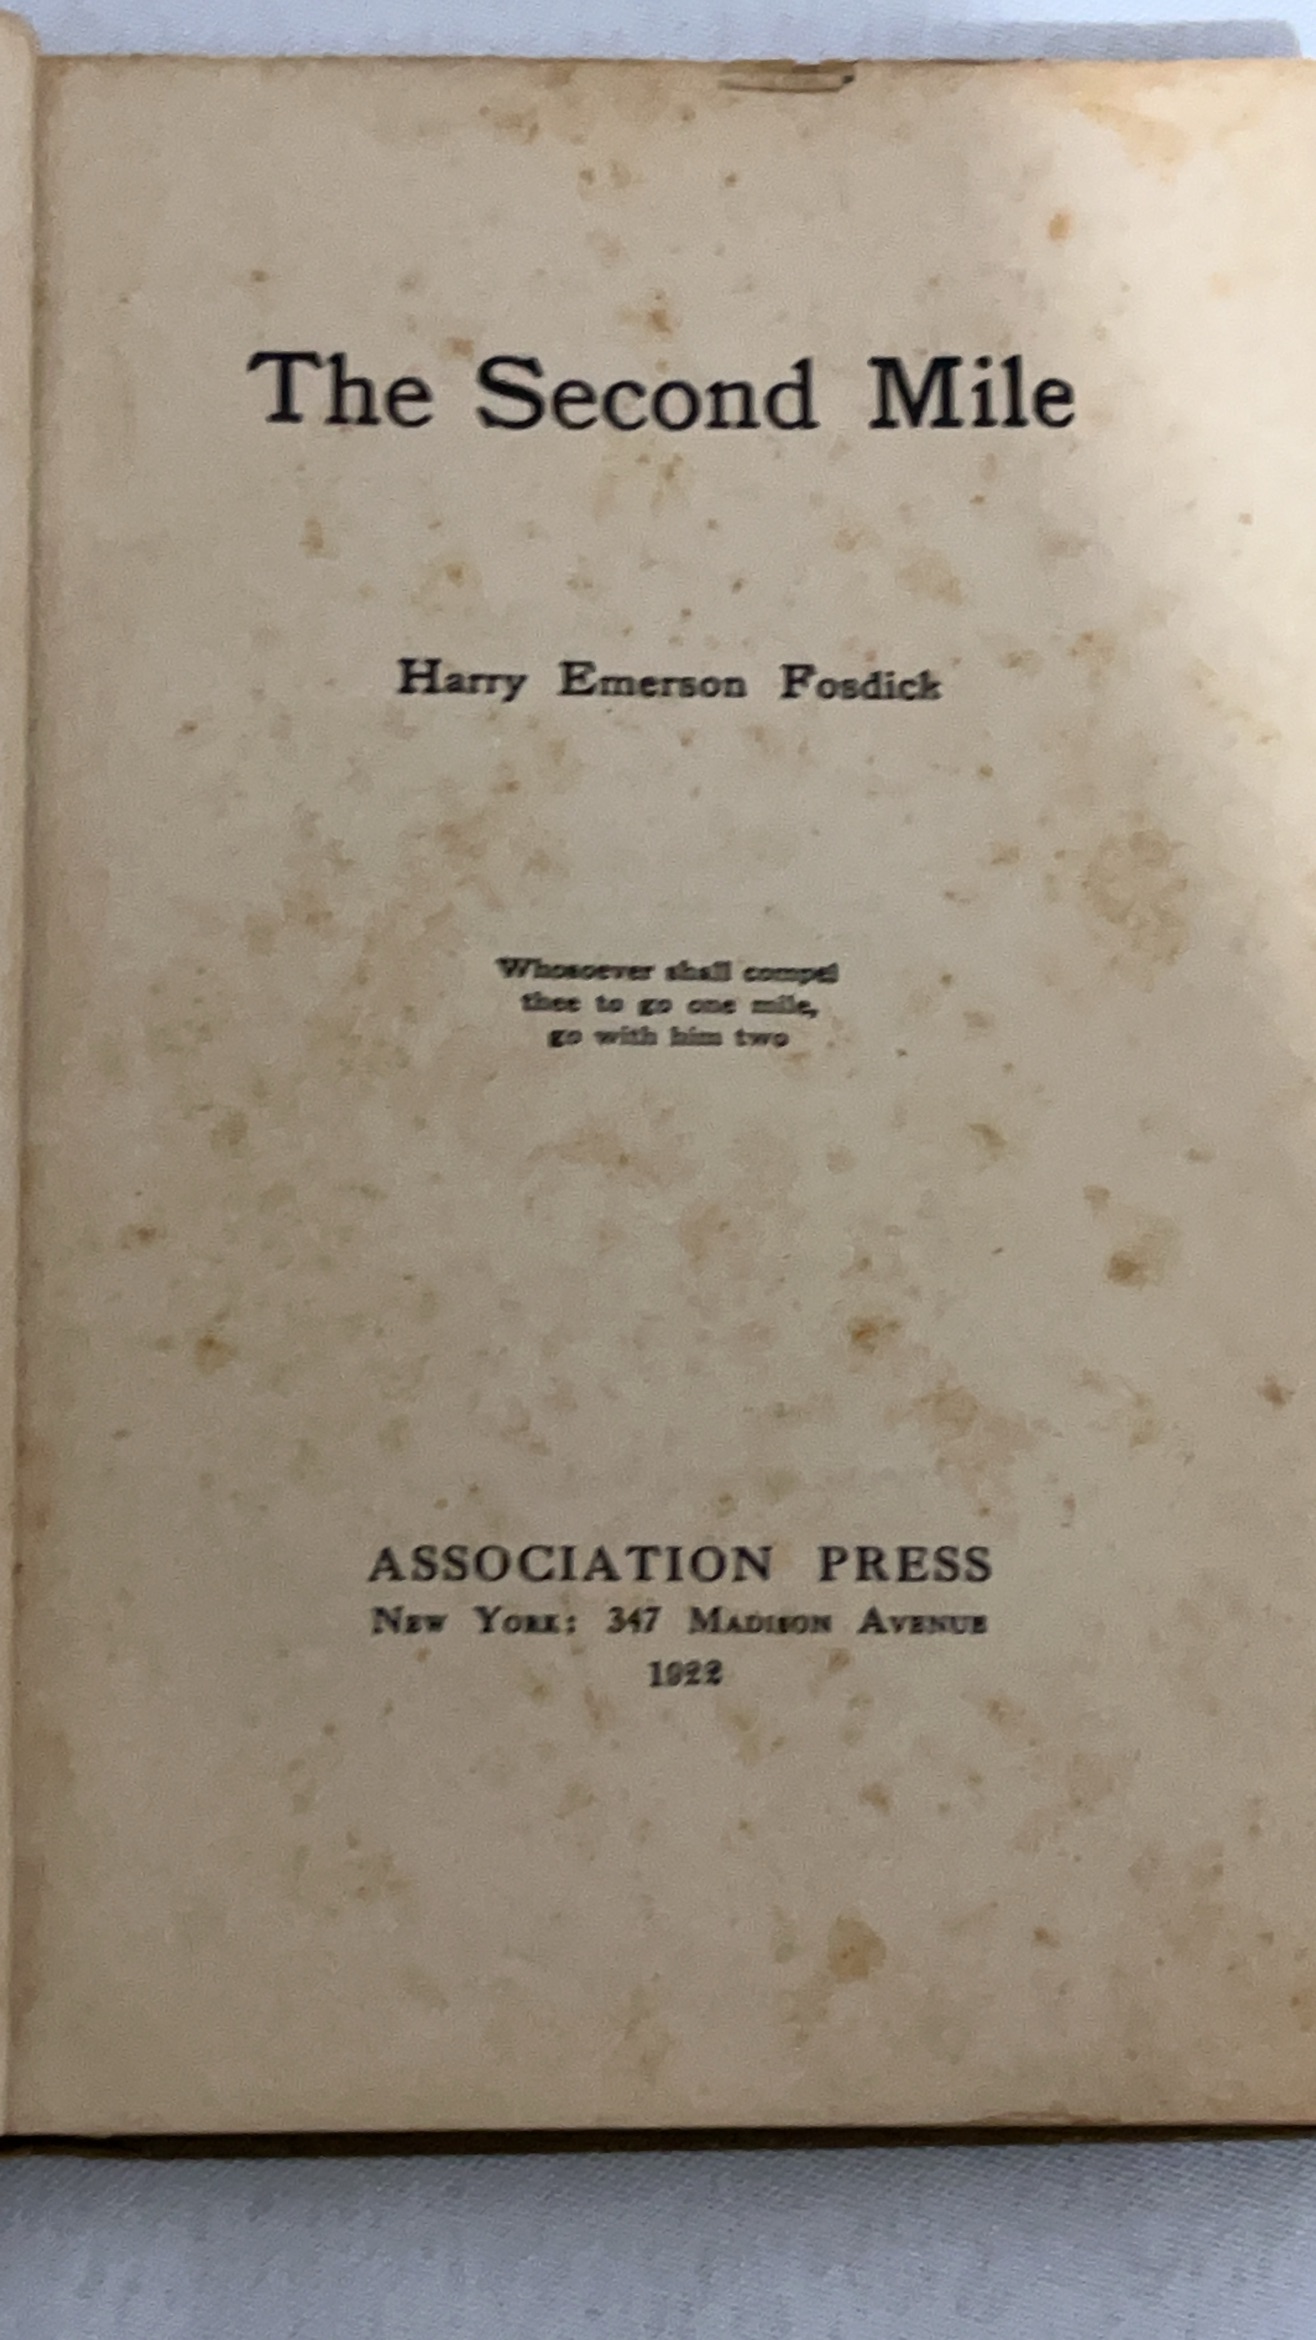 The Second Mile
Harry Emerson Fosdick
Whosoever shall compel
thee to go one mile,
go with him two
ASSOCIATION PRESS
New York: 347 Madison Avenue
1922